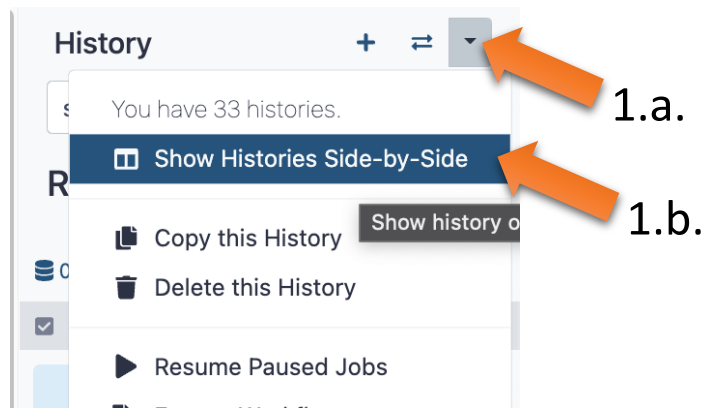 History
1.a.
You have 33 histories.
Show Histories Side-by-Side
R
Show history o
1.b.
Copy this History
0
Delete this History
Resume Paused Jobs